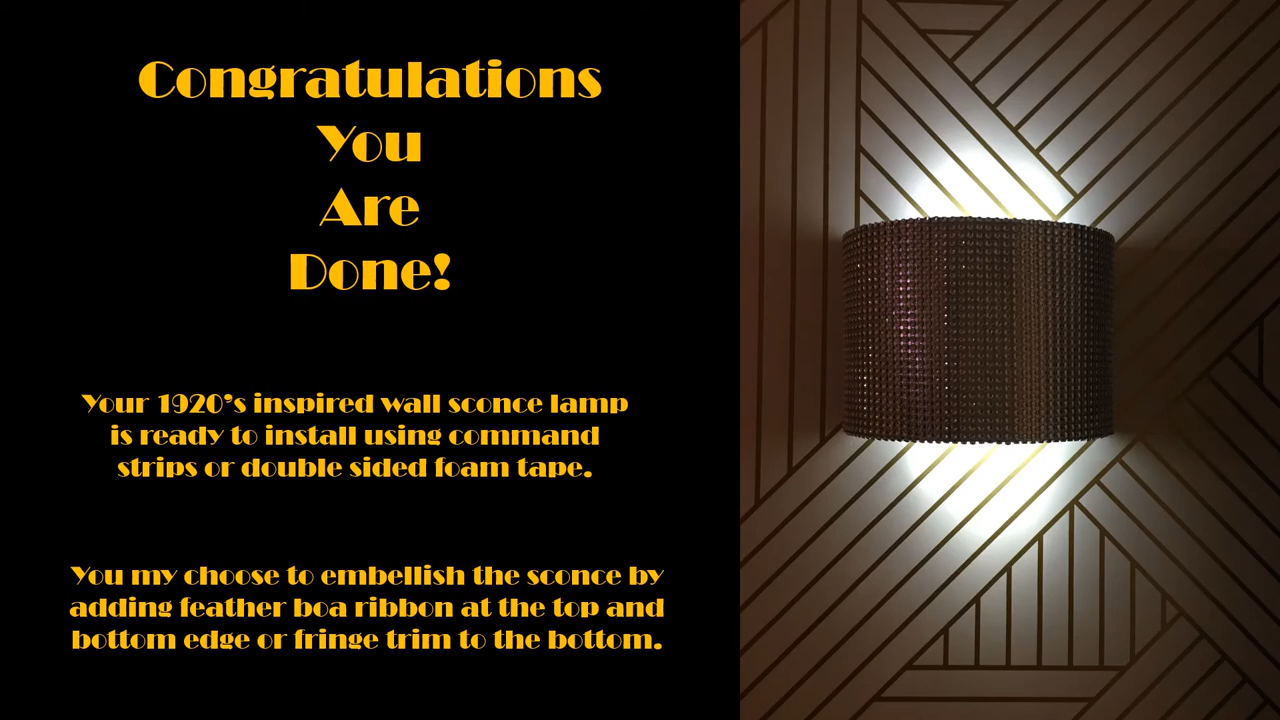 Congratulations
You
Are
Done!
Your 1920's inspired wall sconce lamp
is ready to install using command
strips or double sided foam tape.
You my choose to embellish the sconce by
adding feather boa ribbon at the top and
bottom edge or fringe trim to the bottom.